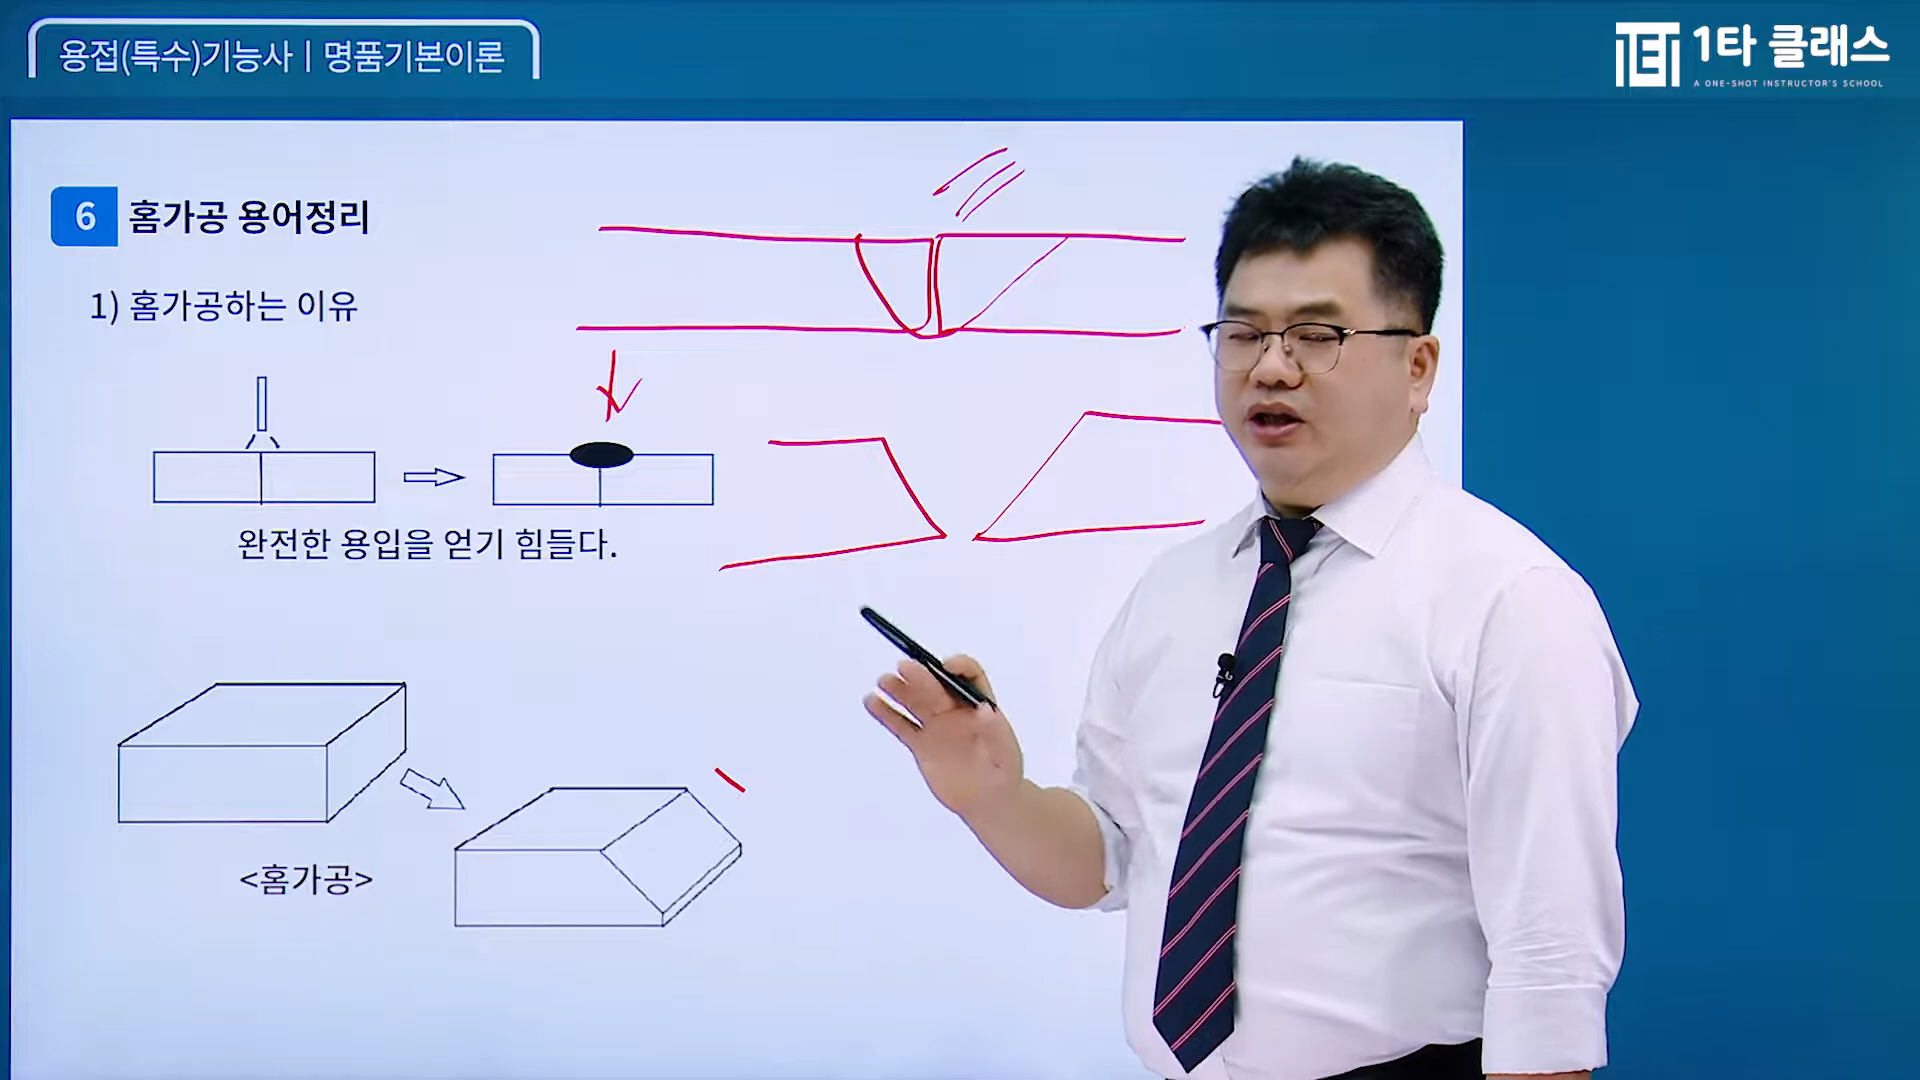 용접(특수)기능사 | 명품기본이론
1타 클래스
A ONE-SHOT INSTRUCTOR'S SCHOOL
6 홈가공 용어정리
1) 홈가공하는 이유
완전한 용입을 얻기 힘들다.
<홈가공>